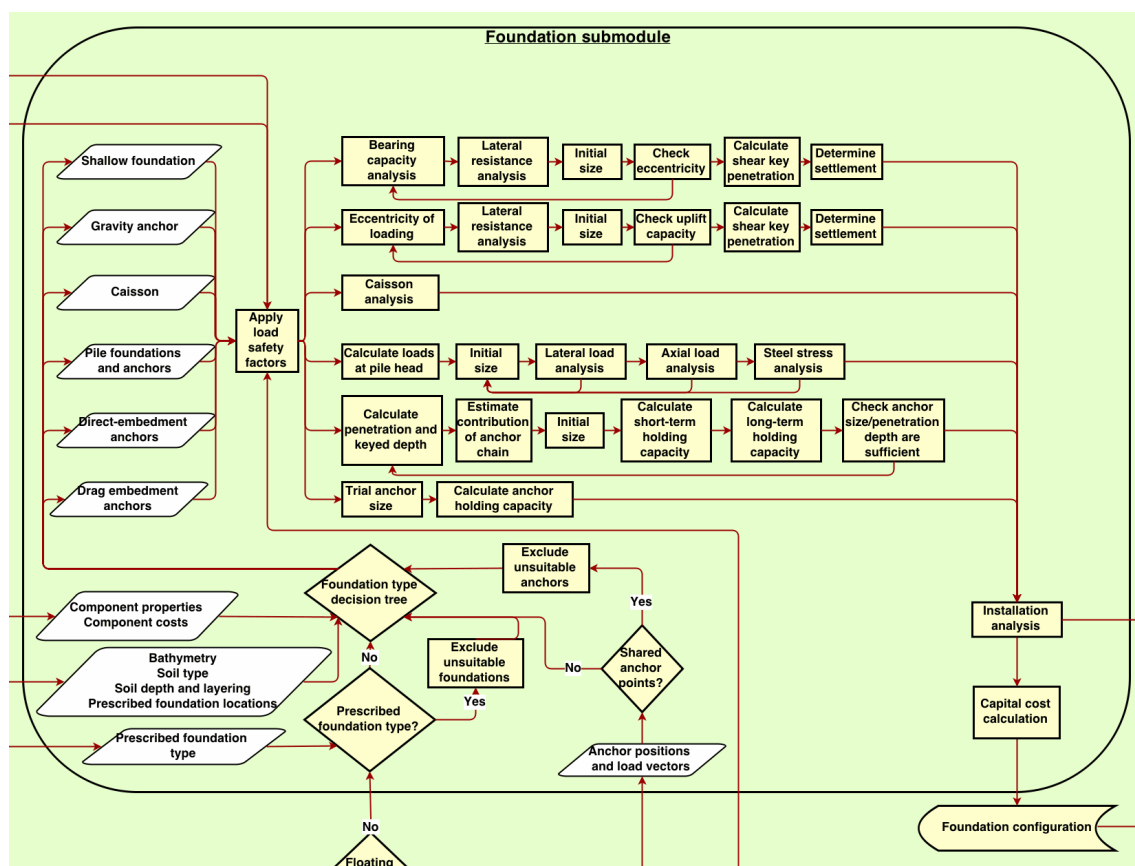 Foundation submodule
Shallow foundation
Bearing
capacity
analysis
Lateral
resistance
analysis
Initial
size
Check
eccentricity
Calculate
shear key
penetration
Determine
settlement
Gravity anchor
Eccentricity of
loading
Lateral
resistance
analysis
Initial
size
Check uplift
capacity
Calculate
shear key
penetration
Determine
settlement
Caisson
Caisson
analysis
Apply
load
safety
factors
Pile foundations
and anchors
Calculate loads
at pile head
Initial
size
Lateral load
analysis
Axial load
analysis
Steel stress
analysis
Direct-embedment
anchors
Calculate
penetration and
keyed depth
Estimate
contribution
of anchor
chain
Initial
size
Calculate
short-term
holding
capacity
Calculate
long-term
holding
capacity
Check anchor
size/penetration
depth are
sufficient
Drag embedment
anchors
Trial anchor
size
Calculate anchor
holding capacity
Exclude
unsuitable
anchors
Foundation type
decision tree
Yes
Component properties
Component costs
Installation
analysis
Bathymetry
Soil type
Soil depth and layering
Prescribed foundation locations
No
Exclude
unsuitable
foundations
No
Shared
anchor
points?
Yes
Prescribed
foundation type?
Capital cost
calculation
Prescribed foundation
type
Anchor positions
and load vectors
No
Foundation configuration
Floating